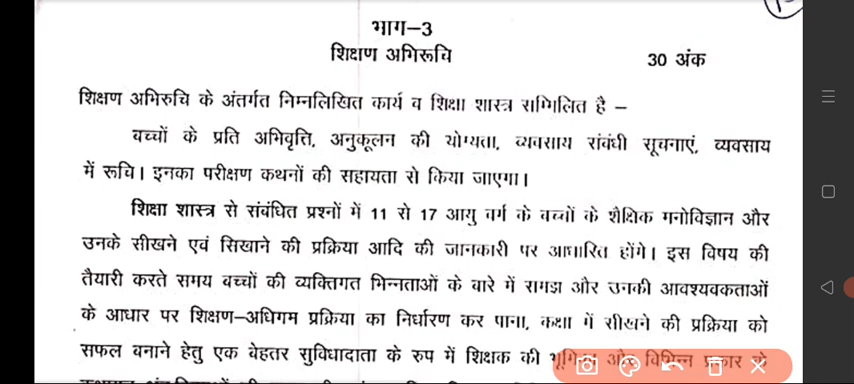 भाग–3
शिक्षण अभिरूचि
30 अंक
शिक्षण अभिरुचि के अंतर्गत निम्नलिखित कार्य व शिक्षा शास्त्र सम्मिलित है –
बच्चों के प्रति अभिवृत्ति, अनुकूलन की योग्यता, व्यवसाय संबंधी सूचनाएं, व्यवसाय
में रूचि। इनका परीक्षण कथनों की सहायता से किया जाएगा।
शिक्षा शास्त्र से संबंधित प्रश्नों में 11 से 17 आयु वर्ग के बच्चों के शैक्षिक मनोविज्ञान और
उनके सीखने एवं सिखाने की प्रक्रिया आदि की जानकारी पर आधारित होंगे। इस विषय की
तैयारी करते समय बच्चों की व्यक्तिगत भिन्नताओं के बारे में समझ और उनकी आवश्यवकताओं
के आधार पर शिक्षण–अधिगम प्रक्रिया का निर्धारण कर पाना, कक्षा में सीखने की प्रक्रिया को
सफल बनाने हेतु एक बेहतर सुविधादाता के रुप में शिक्षक की और विभिन्न प्रकार के